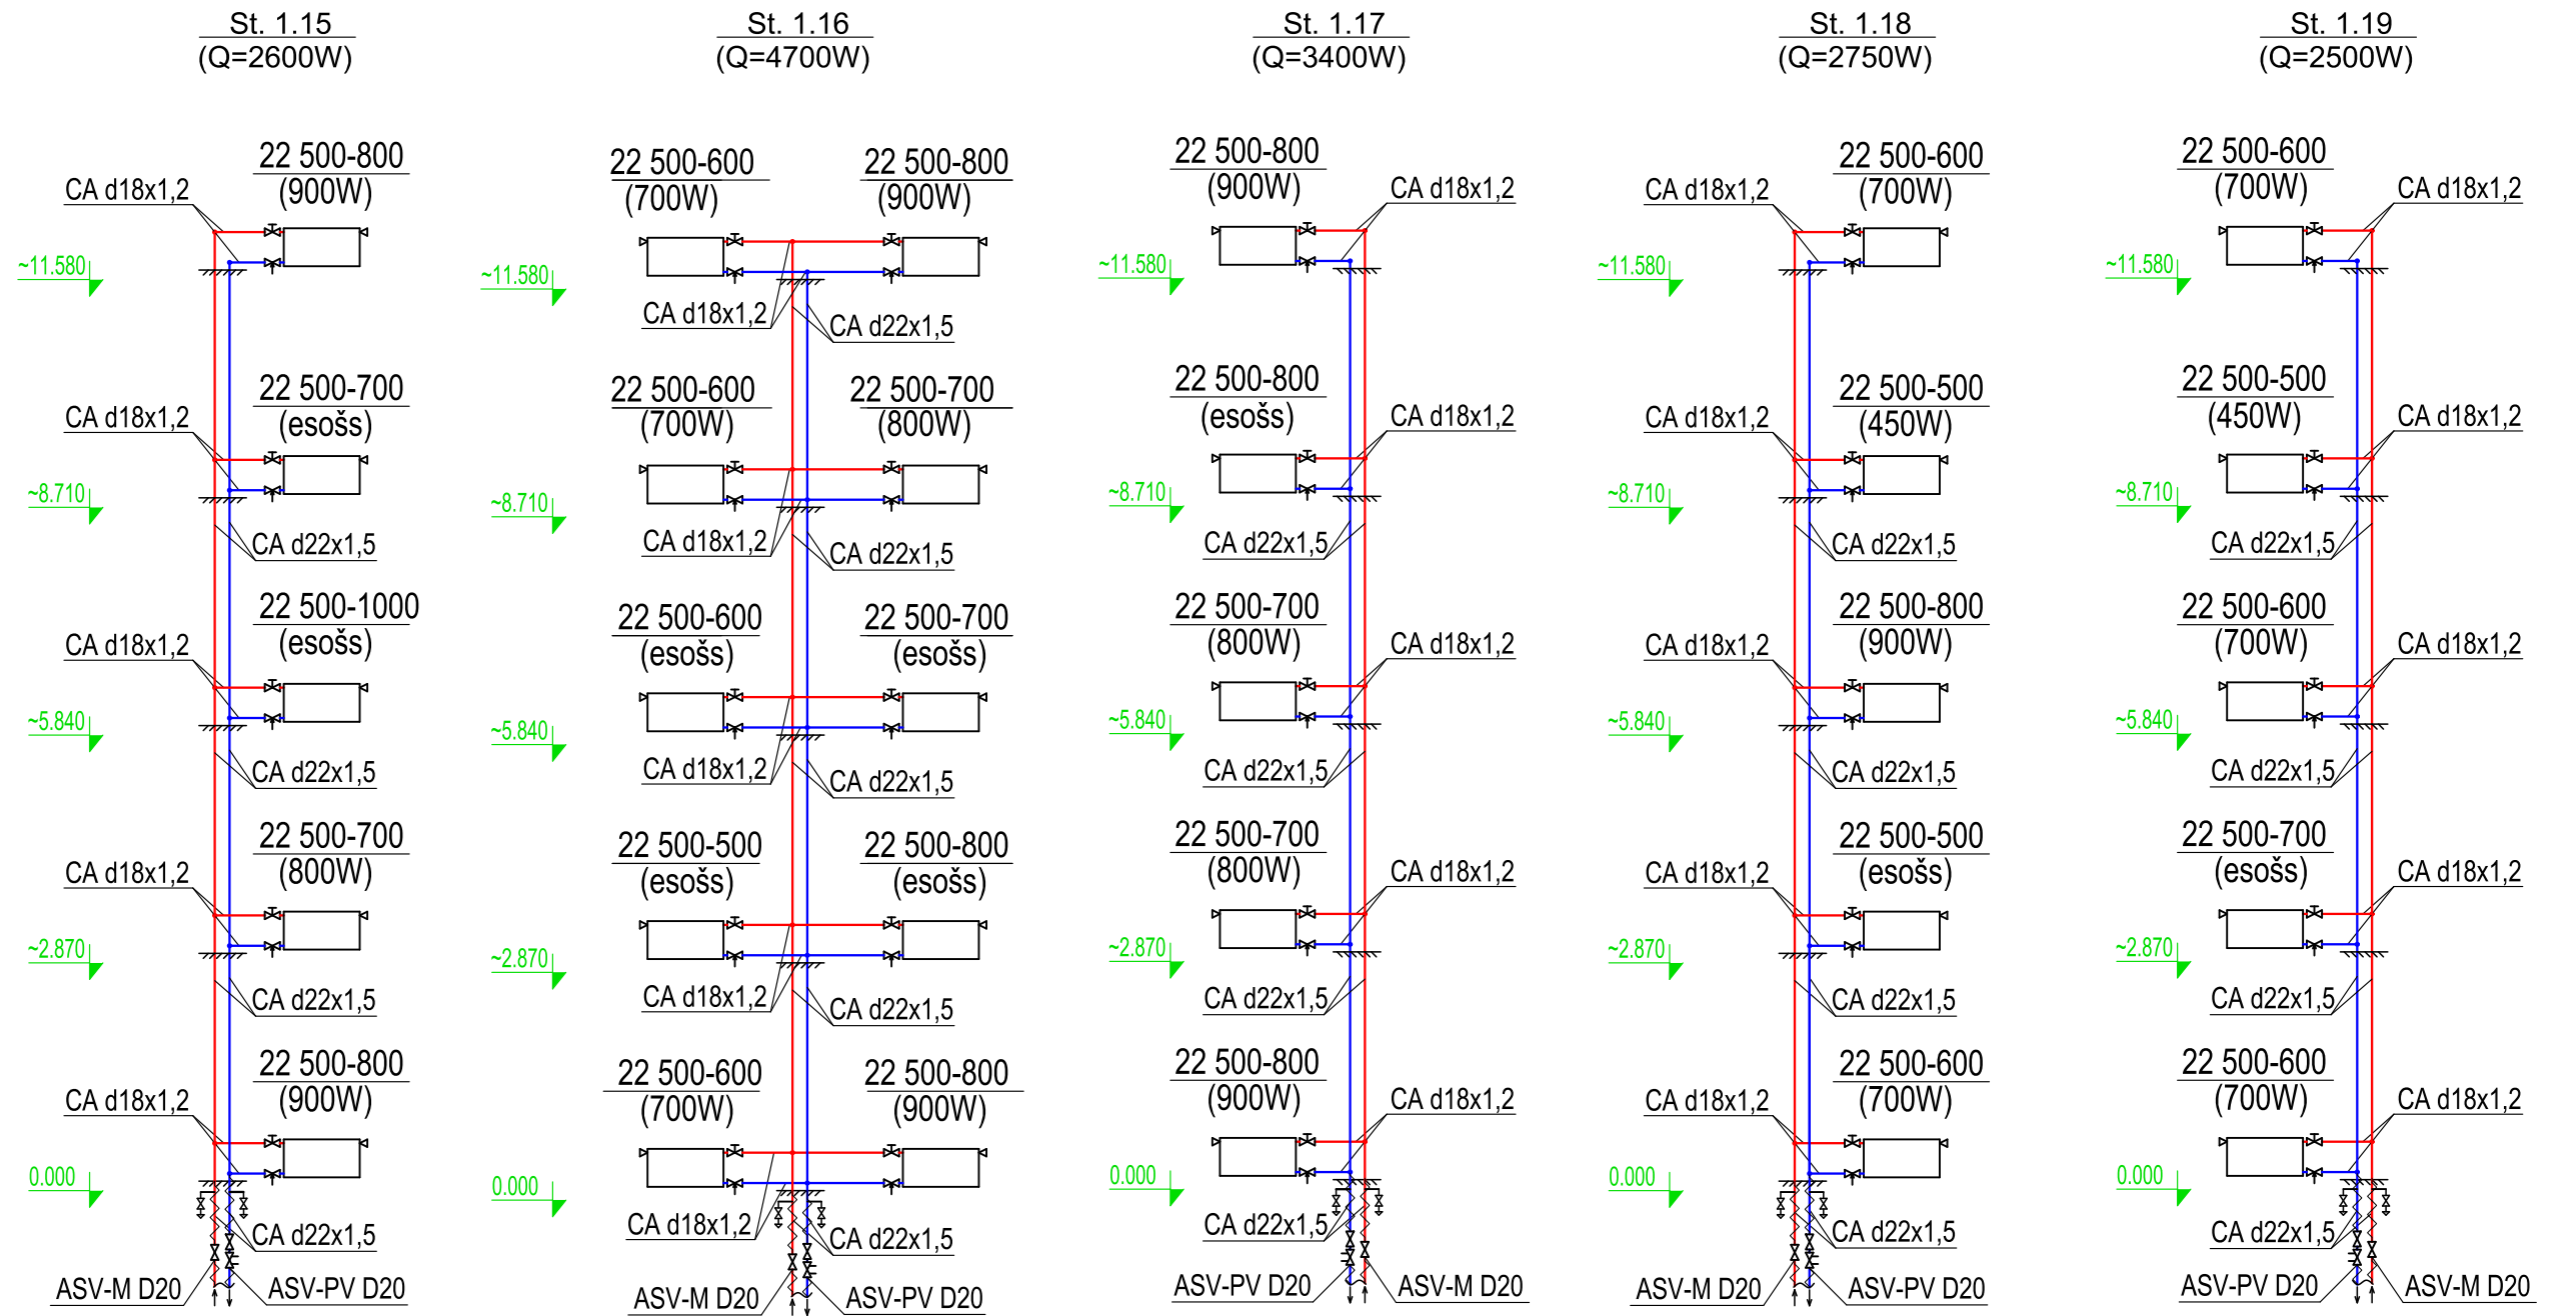 St. 1.15
(Q=2600W)
22 500-800
(900W)
CA d18x1,2
~11.580
22 500-700
(esošs)
CA d18x1,2
~8.710
CA d22x1,5
22 500-1000
(esošs)
CA d18x1,2
~5.840
CA d22x1,5
22 500-700
(800W)
CA d18x1,2
~2.870
CA d22x1,5
22 500-800
(900W)
CA d18x1,2
0.000
CA d22x1,5
ASV-M D20
ASV-PV D20
St. 1.16
(Q=4700W)
22 500-600
(700W)
22 500-800
(900W)
~11.580
CA d18x1,2
CA d22x1,5
22 500-600
(700W)
22 500-700
(800W)
~8.710
CA d18x1,2
CA d22x1,5
22 500-600
(esošs)
22 500-700
(esošs)
~5.840
CA d18x1,2
CA d22x1,5
22 500-500
(esošs)
22 500-800
(esošs)
~2.870
CA d18x1,2
CA d22x1,5
22 500-600
(700W)
22 500-800
(900W)
0.000
CA d18x1,2
CA d22x1,5
ASV-M D20
ASV-PV D20
St. 1.17
(Q=3400W)
22 500-800
(900W)
CA d18x1,2
~11.580
22 500-800
(esošs)
CA d18x1,2
~8.710
CA d22x1,5
22 500-700
(800W)
CA d18x1,2
~5.840
CA d22x1,5
22 500-700
(800W)
CA d18x1,2
~2.870
CA d22x1,5
22 500-800
(900W)
CA d18x1,2
0.000
CA d22x1,5
ASV-PV D20
ASV-M D20
St. 1.18
(Q=2750W)
22 500-600
(700W)
CA d18x1,2
~11.580
22 500-500
(450W)
CA d18x1,2
~8.710
CA d22x1,5
22 500-800
(900W)
CA d18x1,2
~5.840
CA d22x1,5
22 500-500
(esošs)
CA d18x1,2
~2.870
CA d22x1,5
22 500-600
(700W)
CA d18x1,2
0.000
CA d22x1,5
ASV-M D20
ASV-PV D20
St. 1.19
(Q=2500W)
22 500-600
(700W)
CA d18x1,2
~11.580
22 500-500
(450W)
CA d18x1,2
~8.710
CA d22x1,5
22 500-600
(700W)
CA d18x1,2
~5.840
CA d22x1,5
22 500-700
(esošs)
CA d18x1,2
~2.870
CA d22x1,5
22 500-600
(700W)
CA d18x1,2
0.000
CA d22x1,5
ASV-PV D20
ASV-M D20